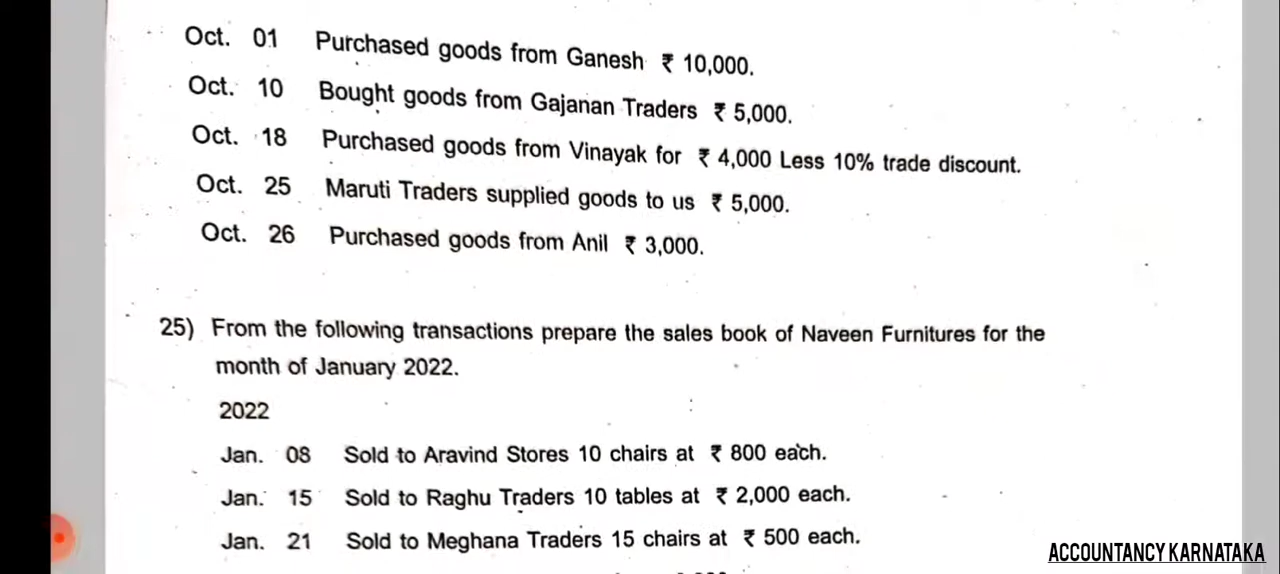 Oct. 01 Purchased goods from Ganesh ₹ 10,000.
Oct. 10 Bought goods from Gajanan Traders ₹ 5,000.
Oct. 18 Purchased goods from Vinayak for ₹ 4,000 Less 10% trade discount.
Oct. 25 Maruti Traders supplied goods to us ₹ 5,000.
Oct. 26 Purchased goods from Anil ₹ 3,000.
25) From the following transactions prepare the sales book of Naveen Furnitures for the
month of January 2022.
2022
Jan. 08 Sold to Aravind Stores 10 chairs at ₹ 800 each.
Jan. 15 Sold to Raghu Traders 10 tables at ₹ 2,000 each.
Jan. 21 Sold to Meghana Traders 15 chairs at ₹ 500 each.
ACCOUNTANCY KARNATAKA